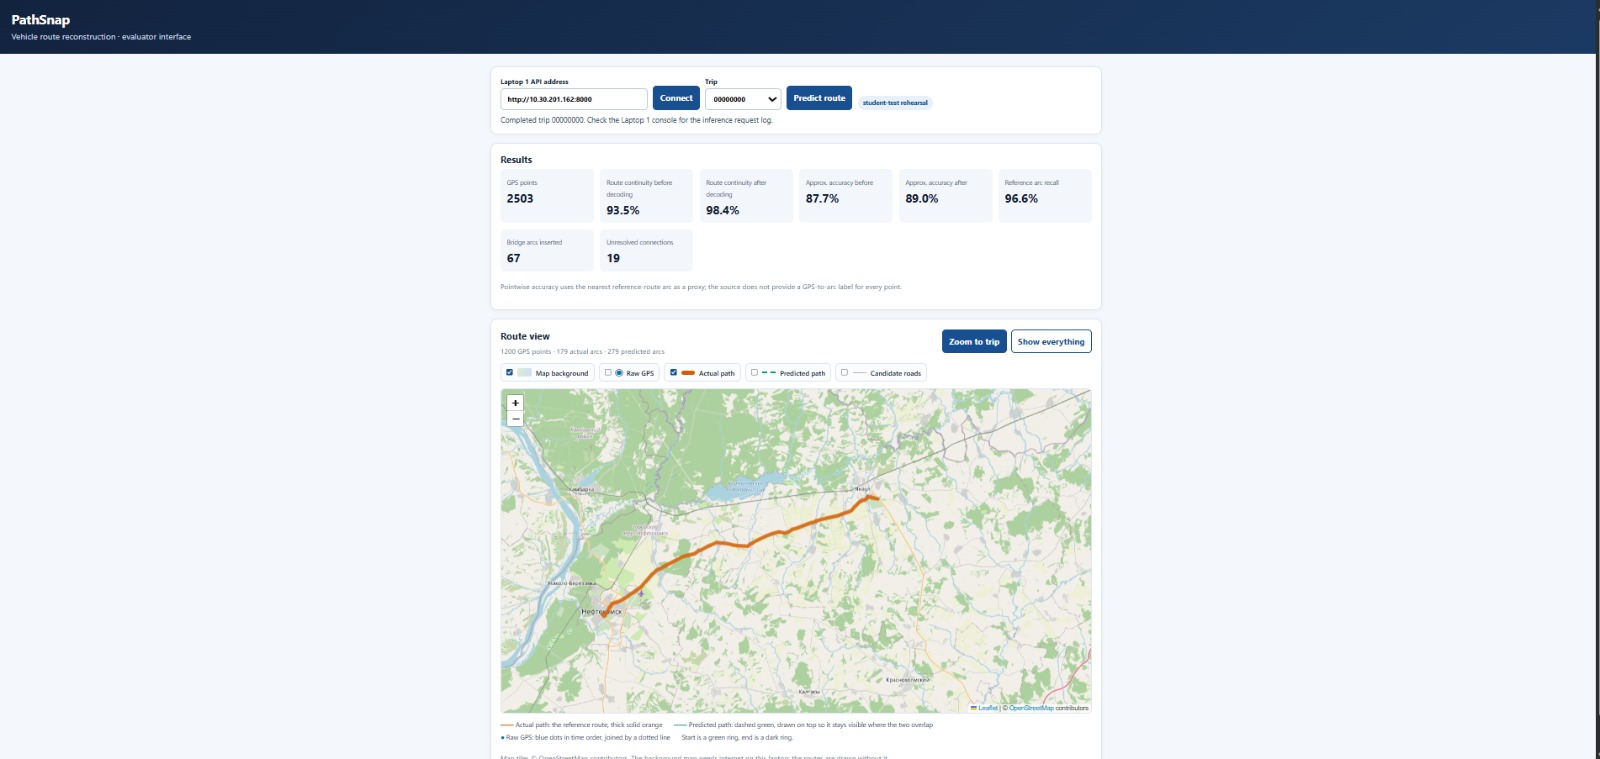 PathSnap
Vehicle route reconstruction · evaluator interface
Laptop 1 API address
Trip
http://10.30.201.162:8000
Connect
00000000
Predict route
student-test rehearsal
Completed trip 00000000. Check the Laptop 1 console for the inference request log.
Results
GPS points
2503
Route continuity before decoding
93.5%
Route continuity after decoding
98.4%
Approx. accuracy before
87.7%
Approx. accuracy after
89.0%
Reference arc recall
96.6%
Bridge arcs inserted
67
Unresolved connections
19
Pointwise accuracy uses the nearest reference-route arc as a proxy; the source does not provide a GPS-to-arc label for every point.
Route view
1200 GPS points · 179 actual arcs · 279 predicted arcs
Zoom to trip
Show everything
Map background
Raw GPS
Actual path
Predicted path
Candidate roads
+
−
Камбарка
Янаул
Николо-Березовка
Краснохолмский
Калтасы
Leaflet | © OpenStreetMap contributors
Actual path: the reference route, thick solid orange
Predicted path: dashed green, drawn on top so it stays visible where the two overlap
Raw GPS: blue dots in time order, joined by a dotted line
Start is a green ring, end is a dark ring.